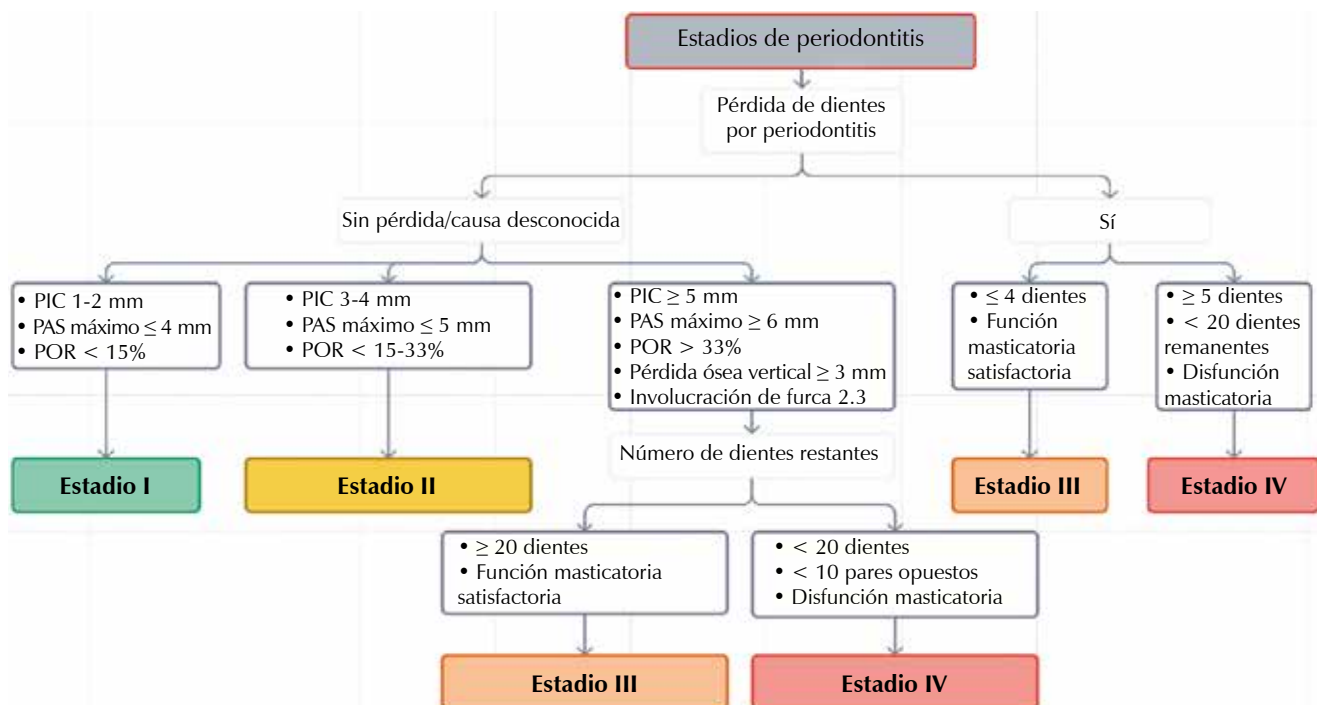 Estadios de periodontitis
Pérdida de dientes
por periodontitis
Sin pérdida/causa desconocida
Sí
• PIC 1-2 mm
• PAS máximo ≤ 4 mm
• POR < 15%
• PIC 3-4 mm
• PAS máximo ≤ 5 mm
• POR < 15-33%
• PIC ≥ 5 mm
• PAS máximo ≥ 6 mm
• POR > 33%
• Pérdida ósea vertical ≥ 3 mm
• Involucración de furca 2.3
• ≤ 4 dientes
• Función
masticatoria
satisfactoria
• ≥ 5 dientes
• < 20 dientes
remanentes
• Disfunción
masticatoria
Número de dientes restantes
Estadio I
Estadio II
Estadio III
Estadio IV
• ≥ 20 dientes
• Función masticatoria
satisfactoria
• < 20 dientes
• < 10 pares opuestos
• Disfunción masticatoria
Estadio III
Estadio IV